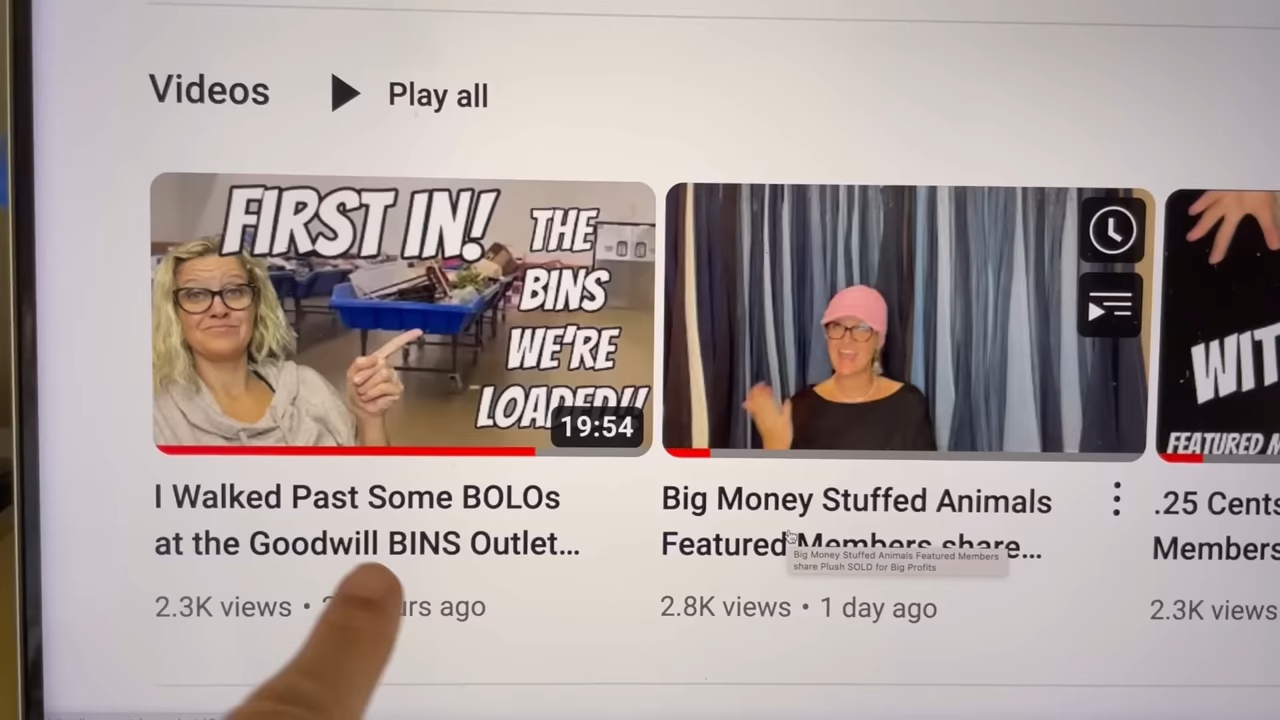 Videos
Play all
FIRST IN!
THE
BINS
WE'RE
LOADED!!
19:54
I Walked Past Some BOLOs
at the Goodwill BINS Outlet...
2.3K views • urs ago
Big Money Stuffed Animals
Featured Members share...
Big Money Stuffed Animals Featured Members
share Plush SOLD for Big Profits
2.8K views • 1 day ago
WIT
FEATURED M
.25 Cents
Members
2.3K views